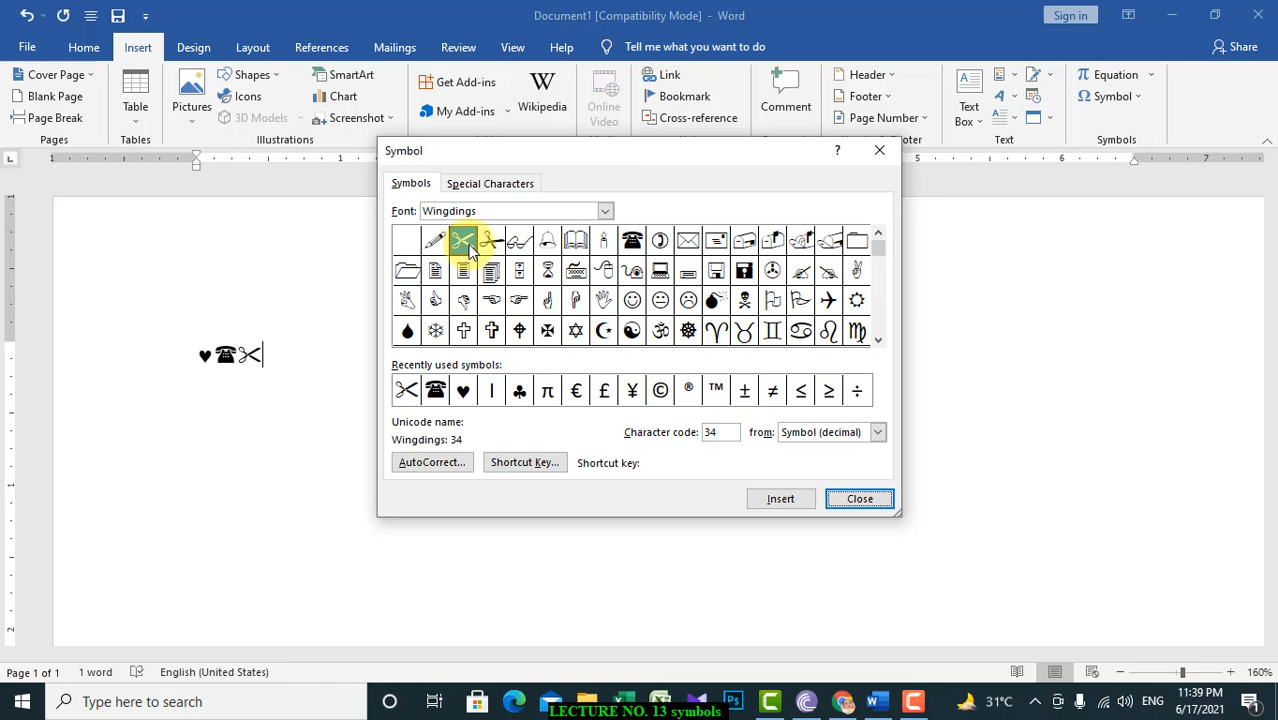 Document1 [Compatibility Mode] - Word
Sign in
File Home Insert Design Layout References Mailings Review View Help Tell me what you want to do Share
Cover Page
Blank Page
Page Break
Pages
Table
Tables
Pictures
Shapes
Icons
3D Models
SmartArt
Chart
Screenshot
Illustrations
Get Add-ins
My Add-ins
Wikipedia
Online
Video
Link
Bookmark
Cross-reference
Comment
Header
Footer
Page Number
Text
Box
Text
Equation
Symbol
1 1 5 6 7
Symbol
?
Symbols Special Characters
Font: Wingdings
Recently used symbols:
✂ ☎ ♥ | ♣ π € £ ¥ © ® ™ ± ≠ ≤ ≥ ÷
Unicode name:
Wingdings: 34
Character code: 34 from: Symbol (decimal)
AutoCorrect... Shortcut Key... Shortcut key:
Insert Close
♥☎✂
Page 1 of 1 1 word English (United States) 160%
Type here to search
31°C ENG
11:39 PM
6/17/2021
LECTURE NO. 13 symbols